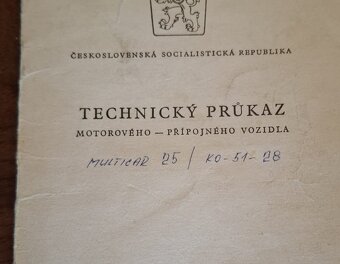 ČESKOSLOVENSKÁ SOCIALISTICKÁ REPUBLIKA
TECHNICKÝ PRŮKAZ
MOTOROVÉHO — PŘÍPOJNÉHO VOZIDLA
MULTICAR 25 / KO-51-28